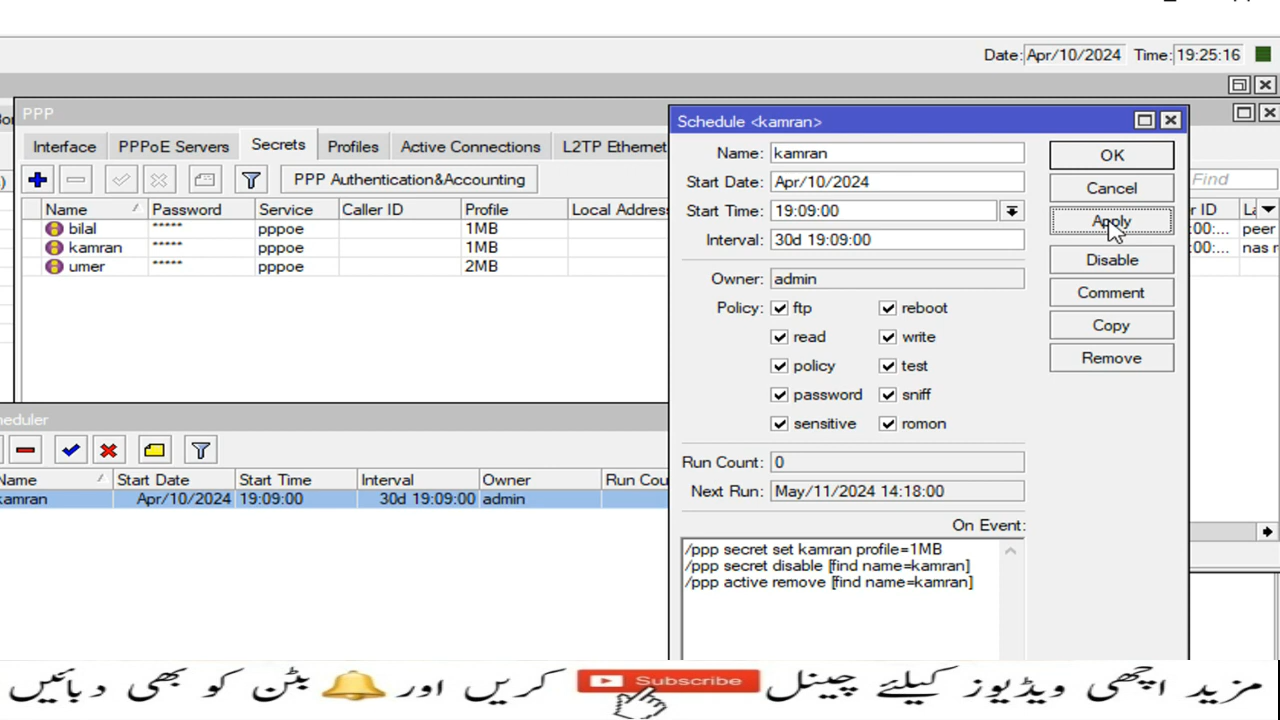 Date: Apr/10/2024 Time: 19:25:16
PPP
Interface PPPoE Servers Secrets Profiles Active Connections L2TP Ethernet
PPP Authentication&Accounting
Find
Name Password Service Caller ID Profile Local Address
bilal ***** pppoe 1MB
kamran ***** pppoe 1MB
umer ***** pppoe 2MB
r ID
:00:... peer
:00:... nas r
Schedule <kamran>
Name: kamran
Start Date: Apr/10/2024
Start Time: 19:09:00
Interval: 30d 19:09:00
Owner: admin
Policy: ftp reboot
read write
policy test
password sniff
sensitive romon
Run Count: 0
Next Run: May/11/2024 14:18:00
On Event:
/ppp secret set kamran profile=1MB
/ppp secret disable [find name=kamran]
/ppp active remove [find name=kamran]
OK
Cancel
Apply
Disable
Comment
Copy
Remove
heduler
Name Start Date Start Time Interval Owner Run Cou
kamran Apr/10/2024 19:09:00 30d 19:09:00 admin
مزید اچھی ویڈیوز کیلئے چینل Subscribe کریں اور بٹن کو بھی دبائیں